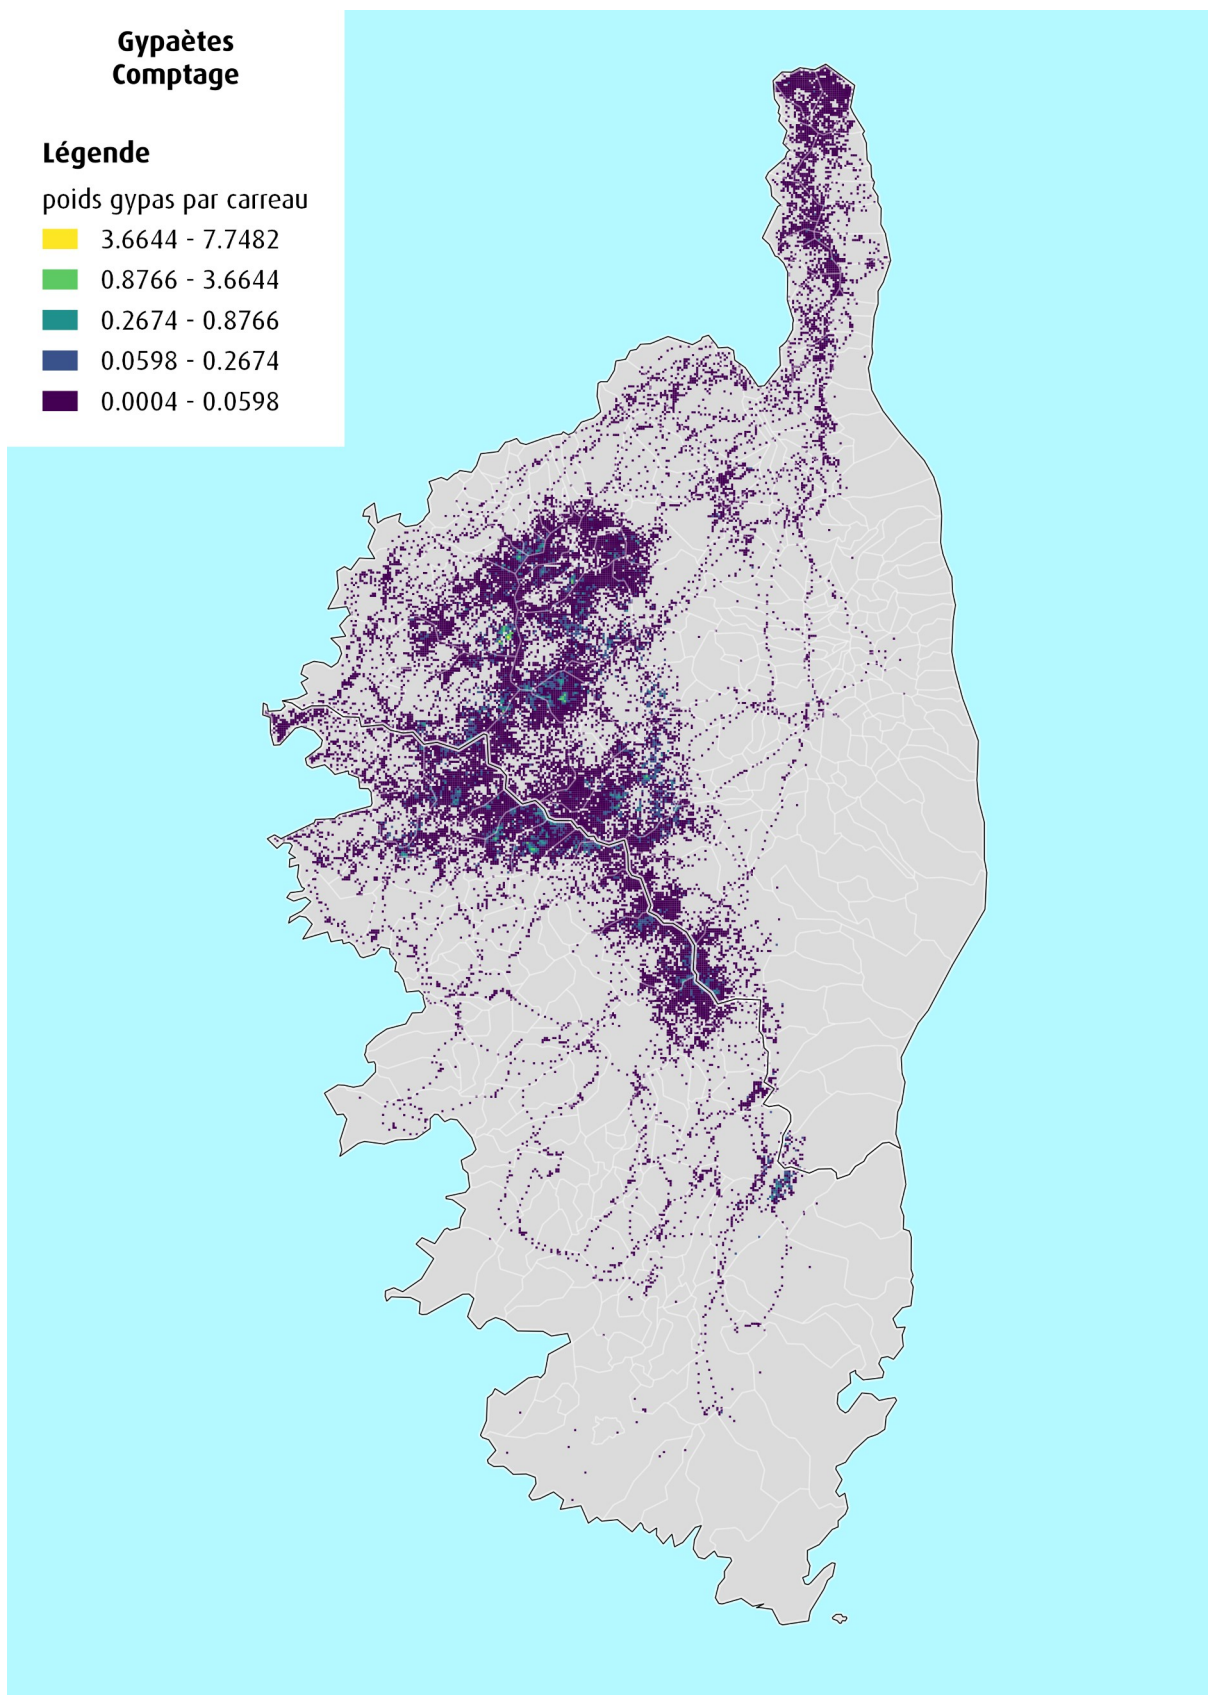 Gypaètes
Comptage
Légende
poids gypas par carreau
3.6644 - 7.7482
0.8766 - 3.6644
0.2674 - 0.8766
0.0598 - 0.2674
0.0004 - 0.0598